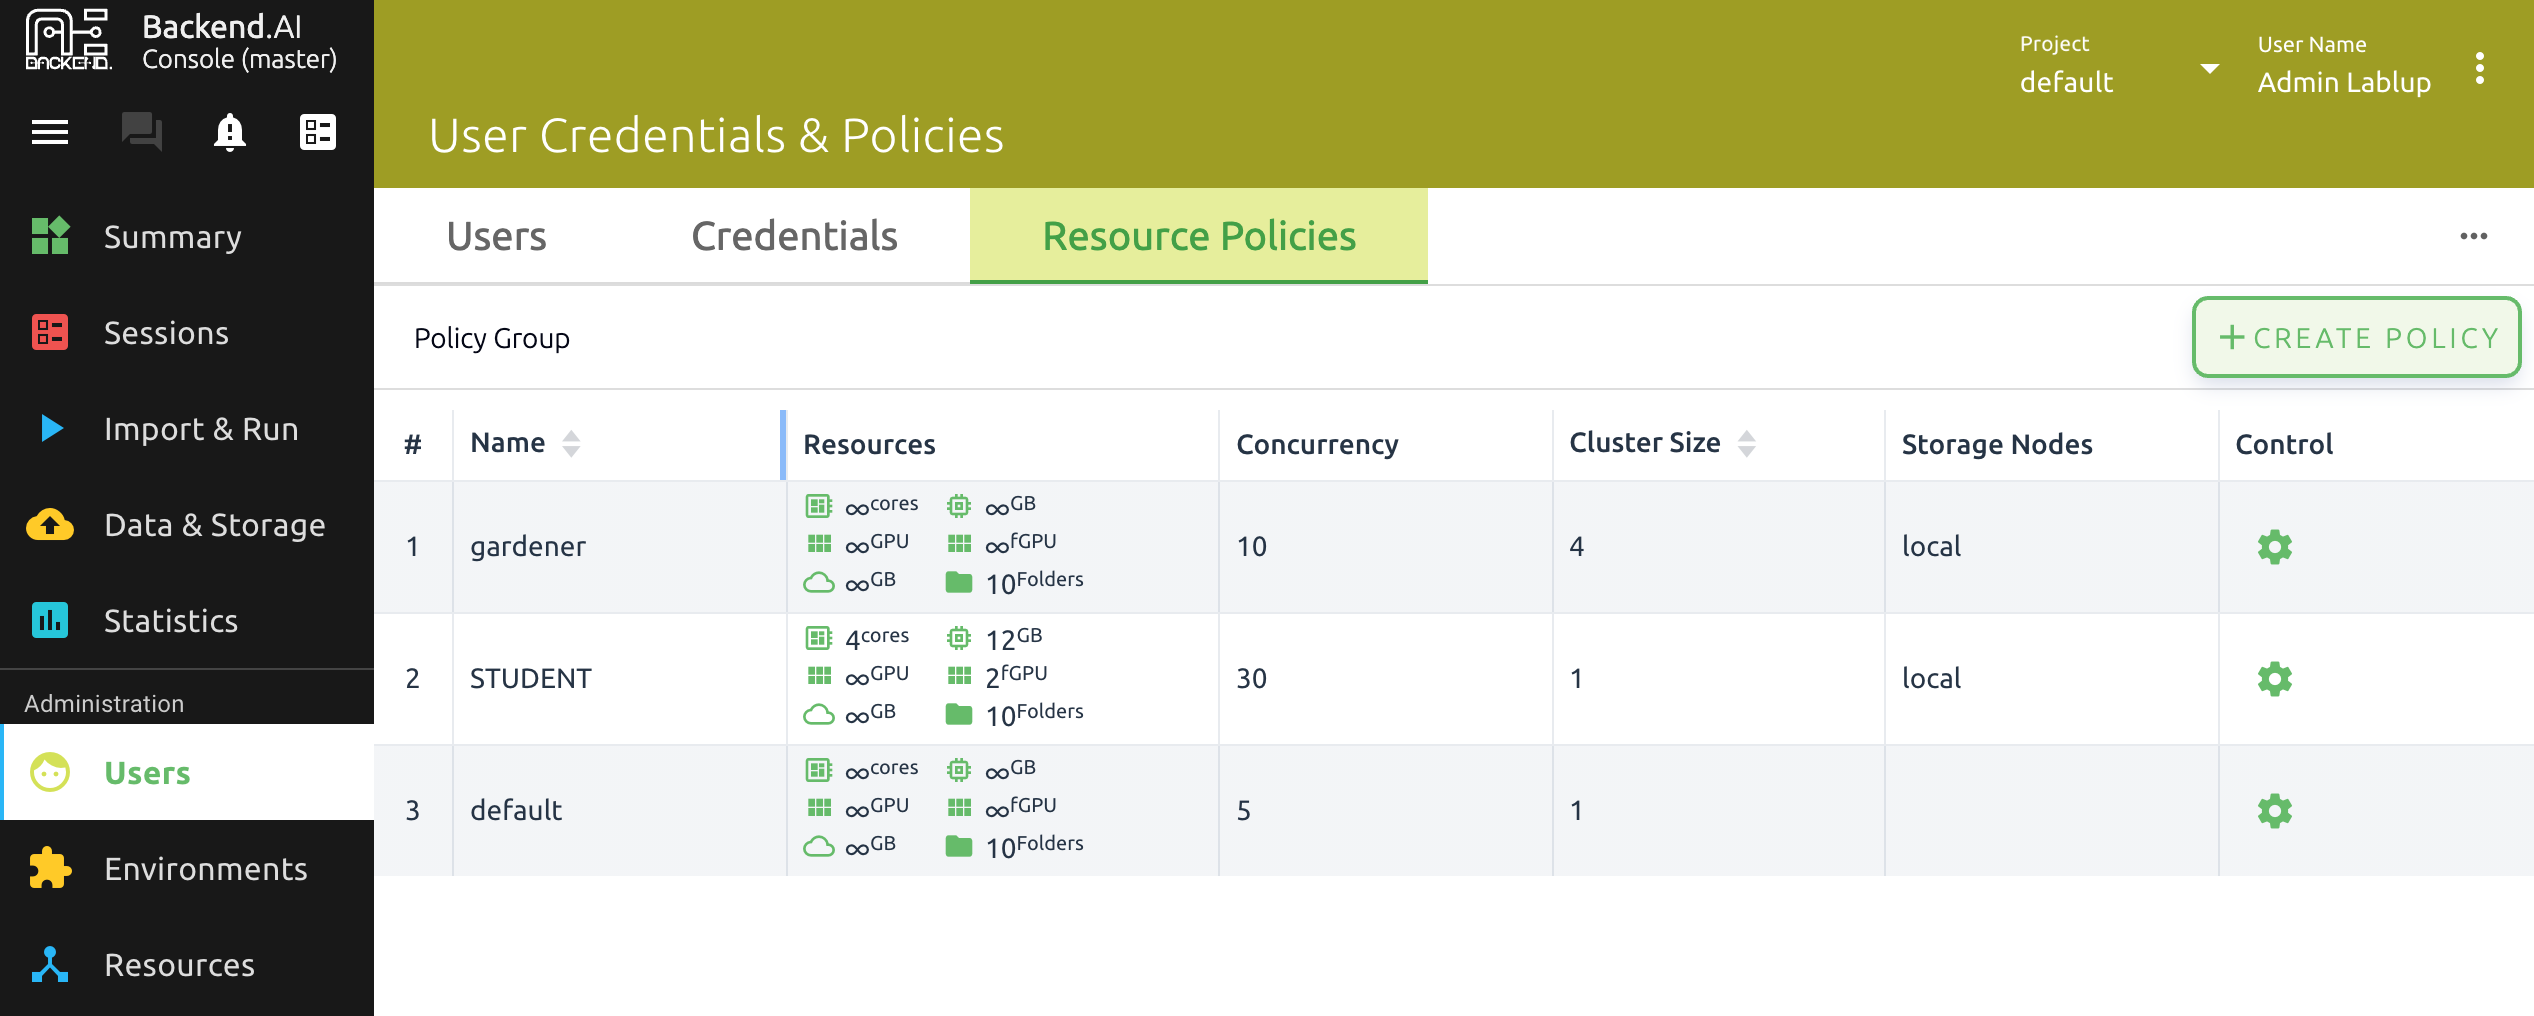 BACKEND.
Backend.AI
Console (master)
Summary
Sessions
Import & Run
Data & Storage
Statistics
Administration
Users
Environments
Resources
Project
default
User Name
Admin Lablup
User Credentials & Policies
Users Credentials Resource Policies
Policy Group
+CREATE POLICY
# Name Resources Concurrency Cluster Size Storage Nodes Control
1 gardener ∞cores ∞GB 10 4 local
∞GPU ∞fGPU
∞GB 10Folders
2 STUDENT 4cores 12GB 30 1 local
∞GPU 2fGPU
∞GB 10Folders
3 default ∞cores ∞GB 5 1
∞GPU ∞fGPU
∞GB 10Folders